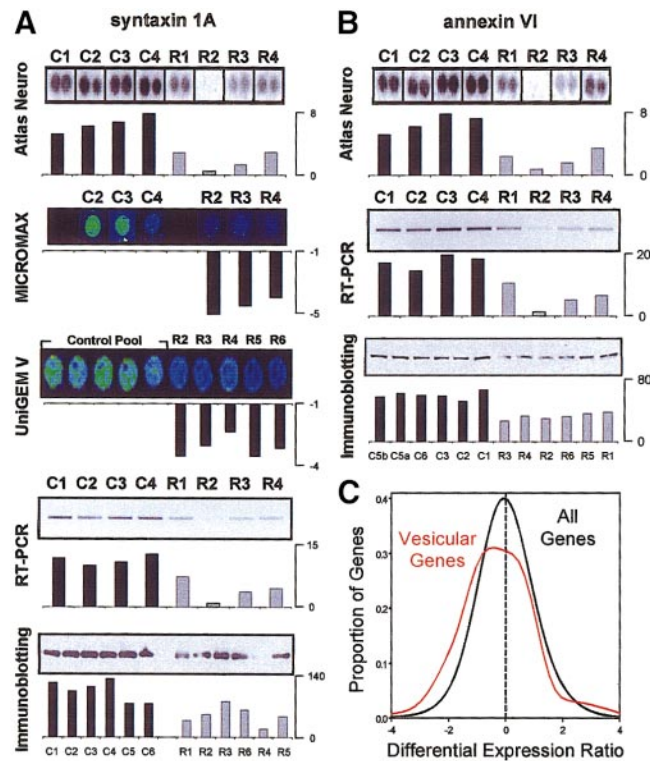 A syntaxin 1A
C1 C2 C3 C4 R1 R2 R3 R4
Atlas Neuro
8
0
C2 C3 C4 R2 R3 R4
MICROMAX
-1
-5
Control Pool R2 R3 R4 R5 R6
UniGEM V
-1
-4
C1 C2 C3 C4 R1 R2 R3 R4
RT-PCR
15
0
Immunoblotting
140
0
C1 C2 C3 C4 C5 C6 R1 R2 R3 R6 R4 R5
B annexin VI
C1 C2 C3 C4 R1 R2 R3 R4
Atlas Neuro
8
0
C1 C2 C3 C4 R1 R2 R3 R4
RT-PCR
20
0
Immunoblotting
80
0
C5b C5a C6 C3 C2 C1 R3 R4 R2 R6 R5 R1
C
Proportion of Genes
0.4
0.3
0.2
0.1
0.0
Vesicular Genes
All Genes
-4 -2 0 2 4
Differential Expression Ratio